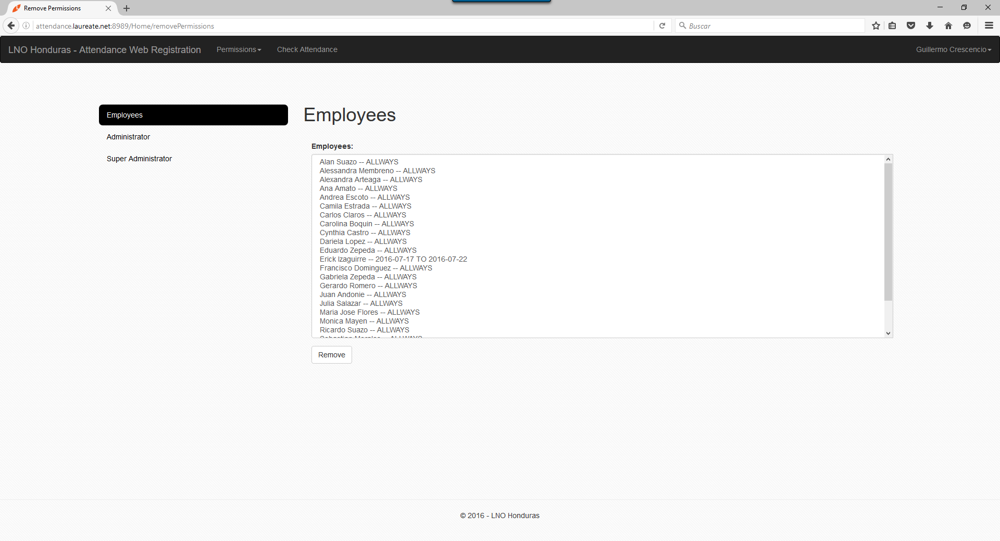 Remove Permissions
attendance.laureate.net:8989/Home/removePermissions
Buscar
LNO Honduras - Attendance Web Registration
Permissions
Check Attendance
Guillermo Crescencio
Employees
Administrator
Super Administrator
Employees
Employees:
Alan Suazo -- ALLWAYS
Alessandra Membreno -- ALLWAYS
Alexandra Arteaga -- ALLWAYS
Ana Amato -- ALLWAYS
Andrea Escoto -- ALLWAYS
Camila Estrada -- ALLWAYS
Carlos Claros -- ALLWAYS
Carolina Boquin -- ALLWAYS
Cynthia Castro -- ALLWAYS
Dariela Lopez -- ALLWAYS
Eduardo Zepeda -- ALLWAYS
Erick Izaguirre -- 2016-07-17 TO 2016-07-22
Francisco Dominguez -- ALLWAYS
Gabriela Zepeda -- ALLWAYS
Gerardo Romero -- ALLWAYS
Juan Andonie -- ALLWAYS
Julia Salazar -- ALLWAYS
Maria Jose Flores -- ALLWAYS
Monica Mayen -- ALLWAYS
Ricardo Suazo -- ALLWAYS
Sebastian Morales -- ALLWAYS
Remove
© 2016 - LNO Honduras